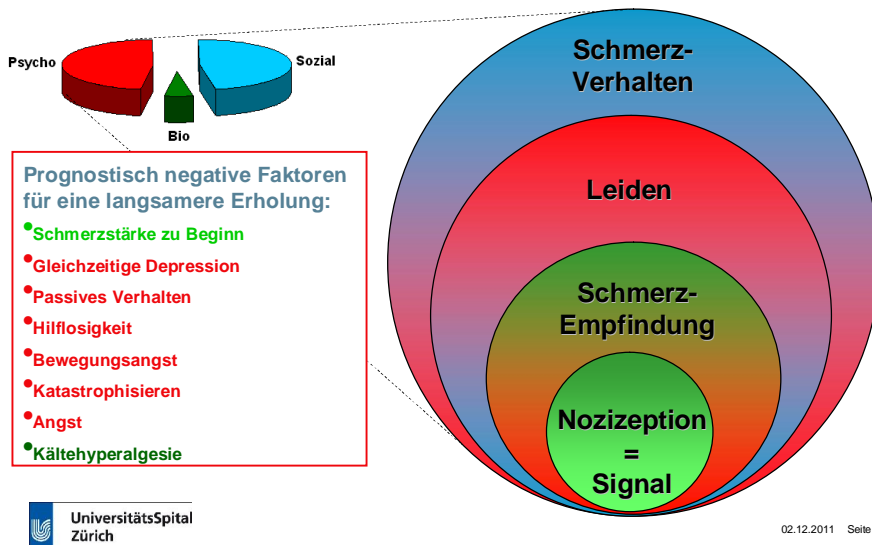 Psycho
Sozial
Bio
Prognostisch negative Faktoren
für eine langsamere Erholung:
•Schmerzstärke zu Beginn
•Gleichzeitige Depression
•Passives Verhalten
•Hilflosigkeit
•Bewegungsangst
•Katastrophisieren
•Angst
•Kältehyperalgesie
Schmerz-
Verhalten
Leiden
Schmerz-
Empfindung
Nozizeption
=
Signal
UniversitätsSpital
Zürich
02.12.2011 Seite